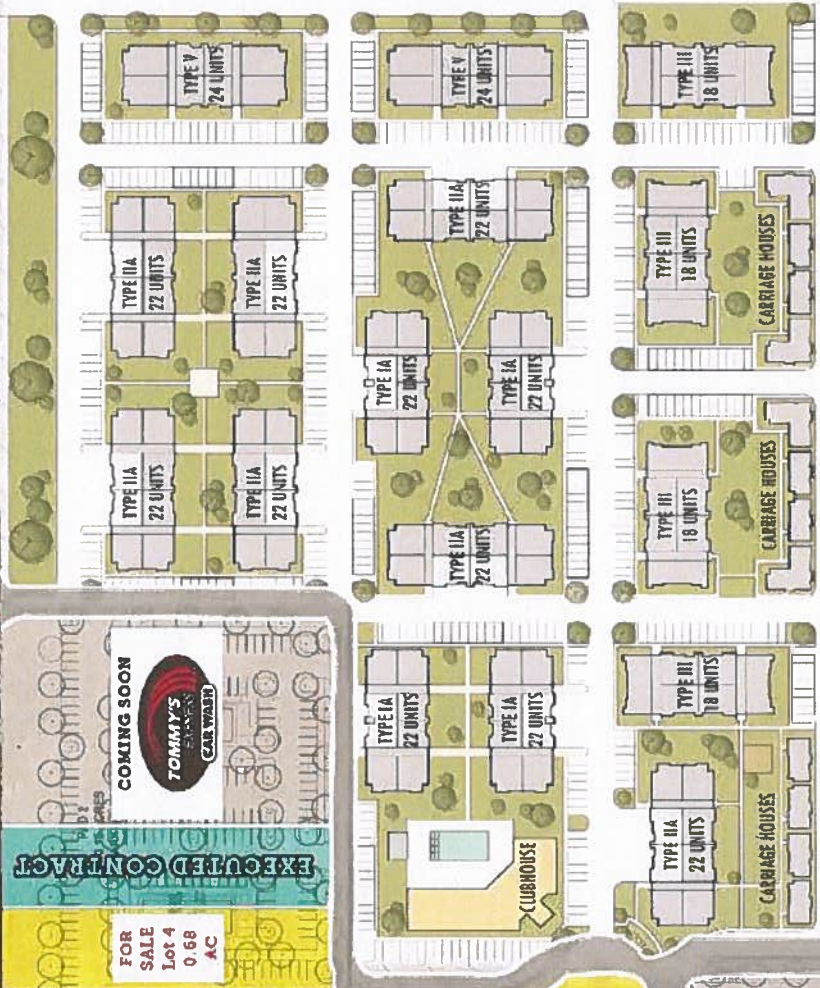 TYPE V
24 UNITS
TYPE V
24 UNITS
TYPE III
18 UNITS
TYPE IIA
22 UNITS
TYPE IIA
22 UNITS
TYPE IIA
22 UNITS
TYPE III
18 UNITS
CARRIAGE HOUSES
TYPE IA
22 UNITS
TYPE IA
22 UNITS
TYPE IIA
22 UNITS
TYPE IIA
22 UNITS
TYPE IIA
22 UNITS
TYPE III
18 UNITS
CARRIAGE HOUSES
COMING SOON
TOMMY'S
EXPRESS
CAR WASH
TYPE IA
22 UNITS
TYPE IA
22 UNITS
TYPE III
18 UNITS
EXECUTED CONTRACT
CLUBHOUSE
TYPE IIA
22 UNITS
CARRIAGE HOUSES
FOR
SALE
Lot 4
0.68
AC